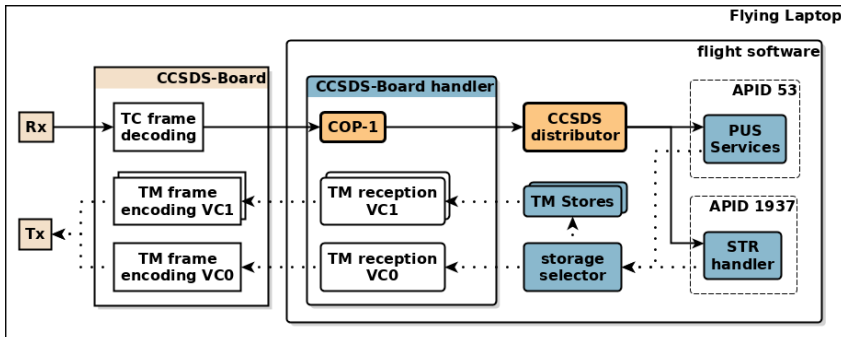 Flying Laptop
flight software
CCSDS-Board
CCSDS-Board handler
APID 53
Rx
TC frame
decoding
COP-1
CCSDS
distributor
PUS
Services
TM frame
encoding VC1
TM reception
VC1
TM Stores
APID 1937
Tx
TM frame
encoding VC0
TM reception
VC0
storage
selector
STR
handler